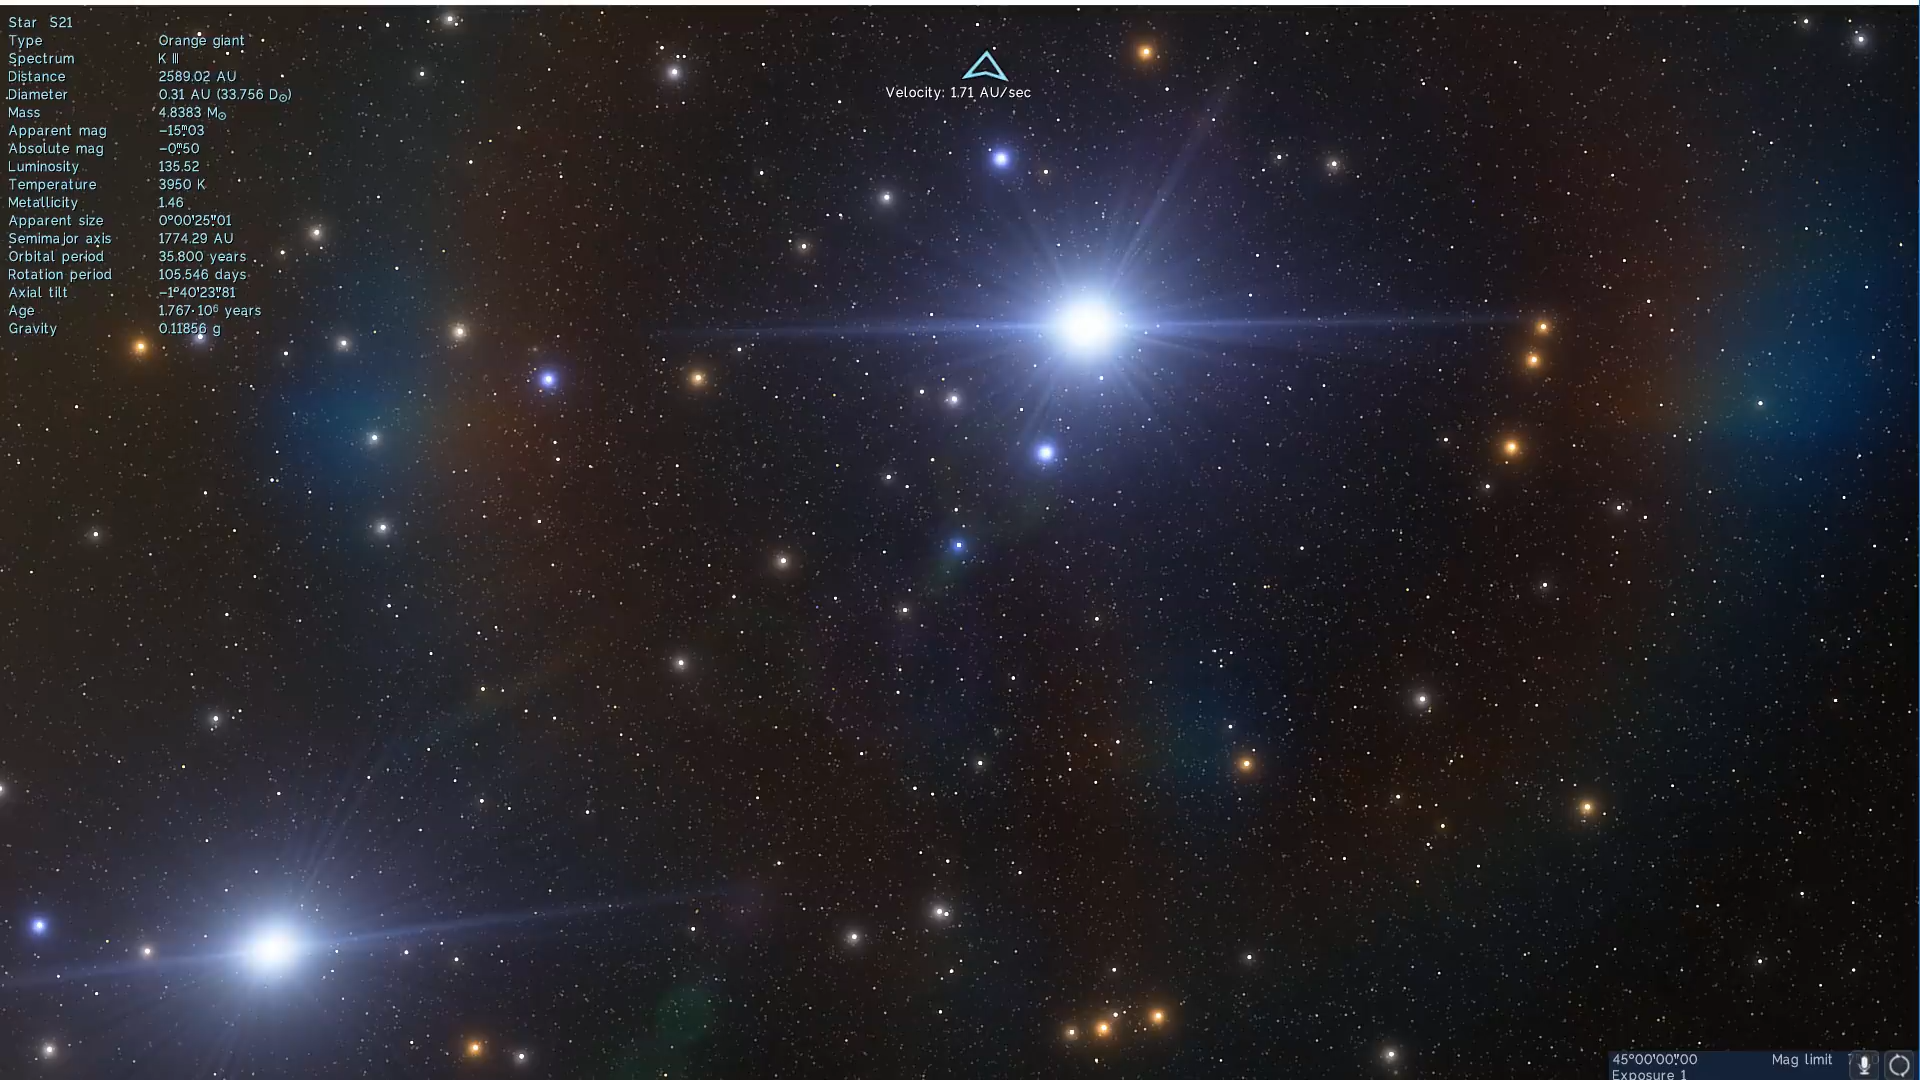 Star S21
Type Orange giant
Spectrum K III
Distance 2589.02 AU
Diameter 0.31 AU (33.756 D☉)
Mass 4.8383 M☉
Apparent mag −15ᵐ03
Absolute mag −0ᵐ50
Luminosity 135.52
Temperature 3950 K
Metallicity 1.46
Apparent size 0°00'25"01
Semimajor axis 1774.29 AU
Orbital period 35.800 years
Rotation period 105.546 days
Axial tilt −1°40'23"81
Age 1.767·10⁶ years
Gravity 0.11856 g
Velocity: 1.71 AU/sec
45°00'00"00 Mag limit
Exposure 1